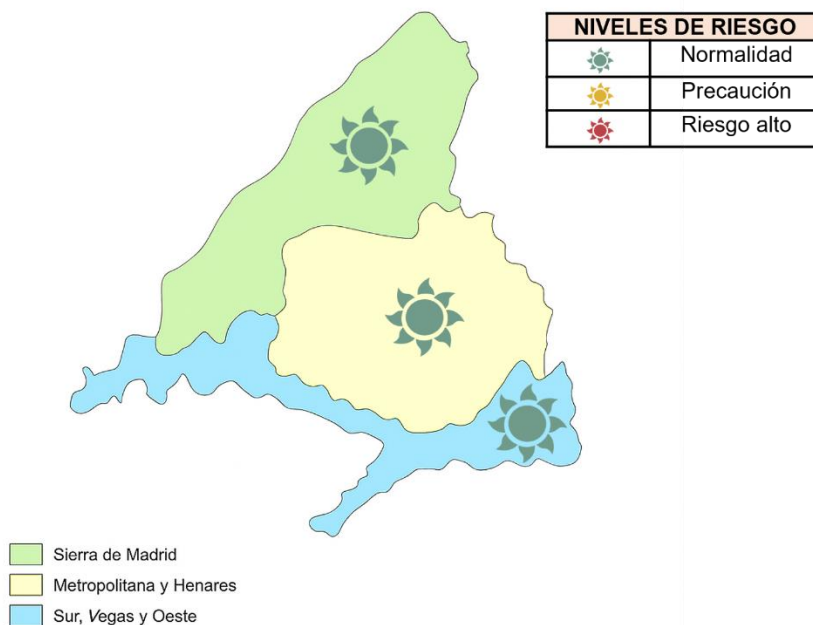 NIVELES DE RIESGO
Normalidad
Precaución
Riesgo alto
Sierra de Madrid
Metropolitana y Henares
Sur, Vegas y Oeste